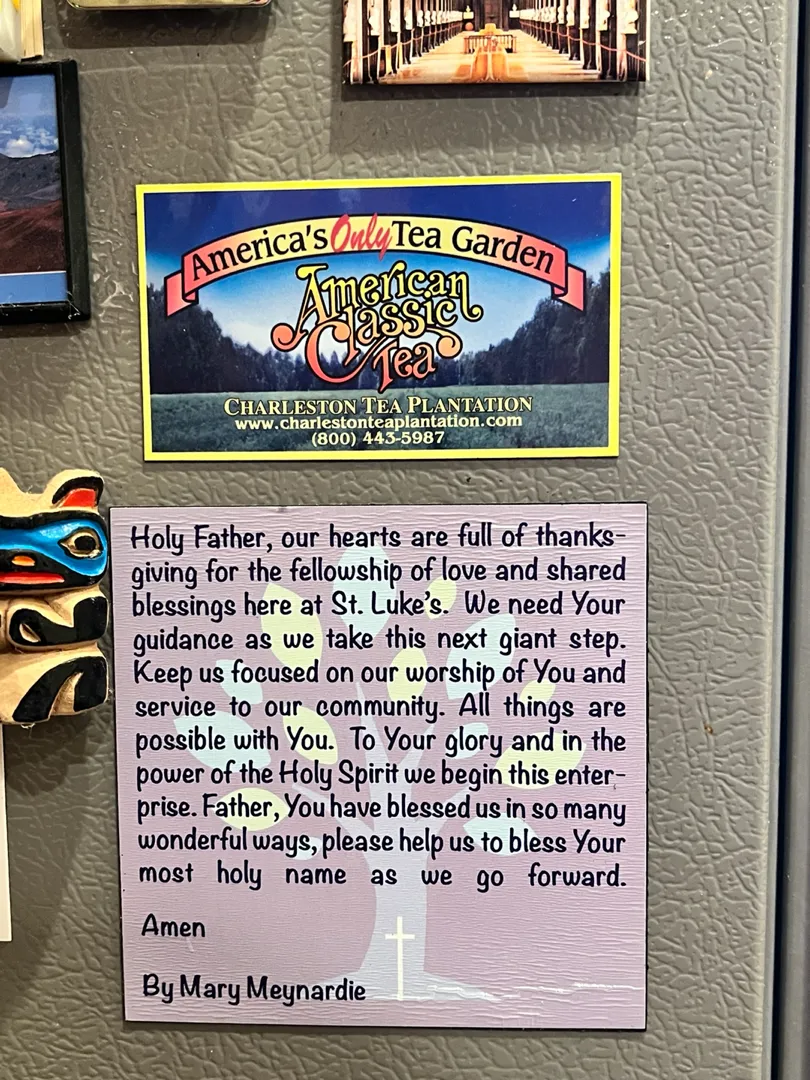 America's Only Tea Garden
American
Classic
Tea
CHARLESTON TEA PLANTATION
www.charlestonteaplantation.com
(800) 443-5987
Holy Father, our hearts are full of thanks-
giving for the fellowship of love and shared
blessings here at St. Luke's. We need Your
guidance as we take this next giant step.
Keep us focused on our worship of You and
service to our community. All things are
possible with You. To Your glory and in the
power of the Holy Spirit we begin this enter-
prise. Father, You have blessed us in so many
wonderful ways, please help us to bless Your
most holy name as we go forward.
Amen
By Mary Meynardie